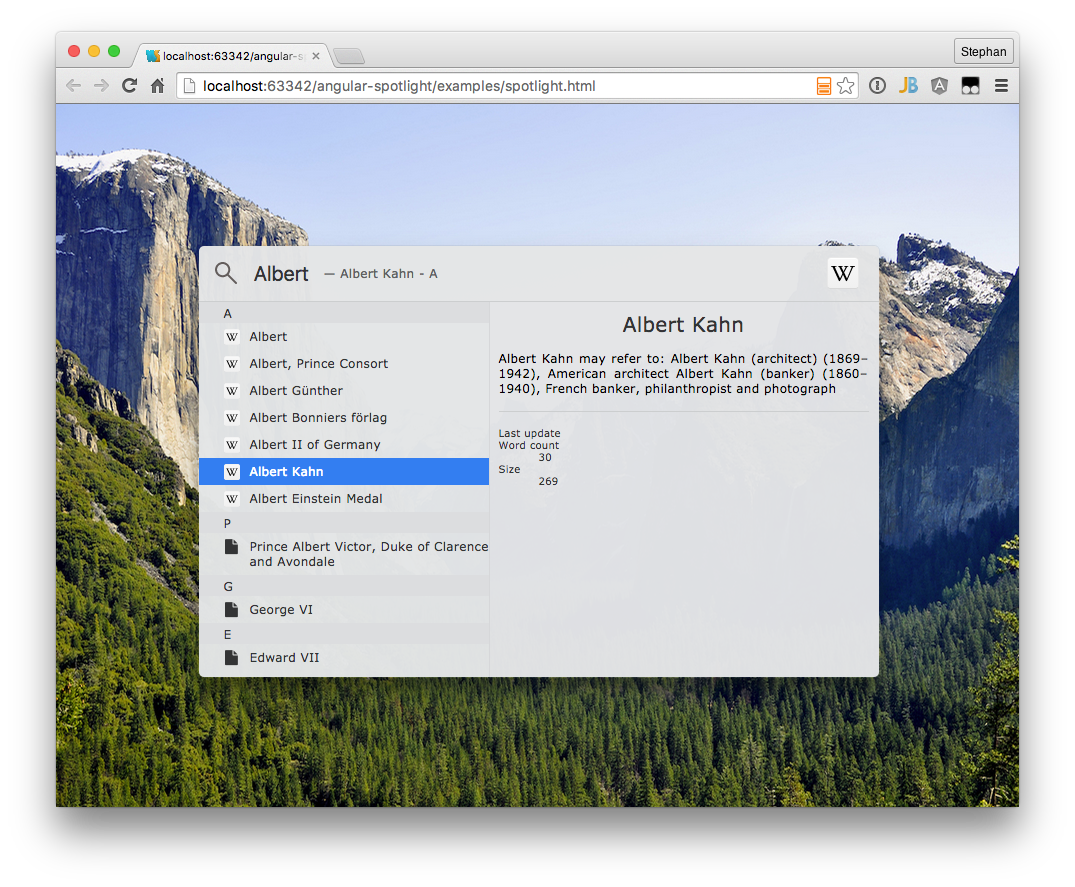 localhost:63342/angular-s
Stephan
localhost:63342/angular-spotlight/examples/spotlight.html
JB
A
Albert — Albert Kahn - A
W
A
W Albert
W Albert, Prince Consort
W Albert Günther
W Albert Bonniers förlag
W Albert II of Germany
W Albert Kahn
W Albert Einstein Medal
P
Prince Albert Victor, Duke of Clarence
and Avondale
G
George VI
E
Edward VII
Albert Kahn
Albert Kahn may refer to: Albert Kahn (architect) (1869–
1942), American architect Albert Kahn (banker) (1860–
1940), French banker, philanthropist and photograph
Last update
Word count
30
Size
269